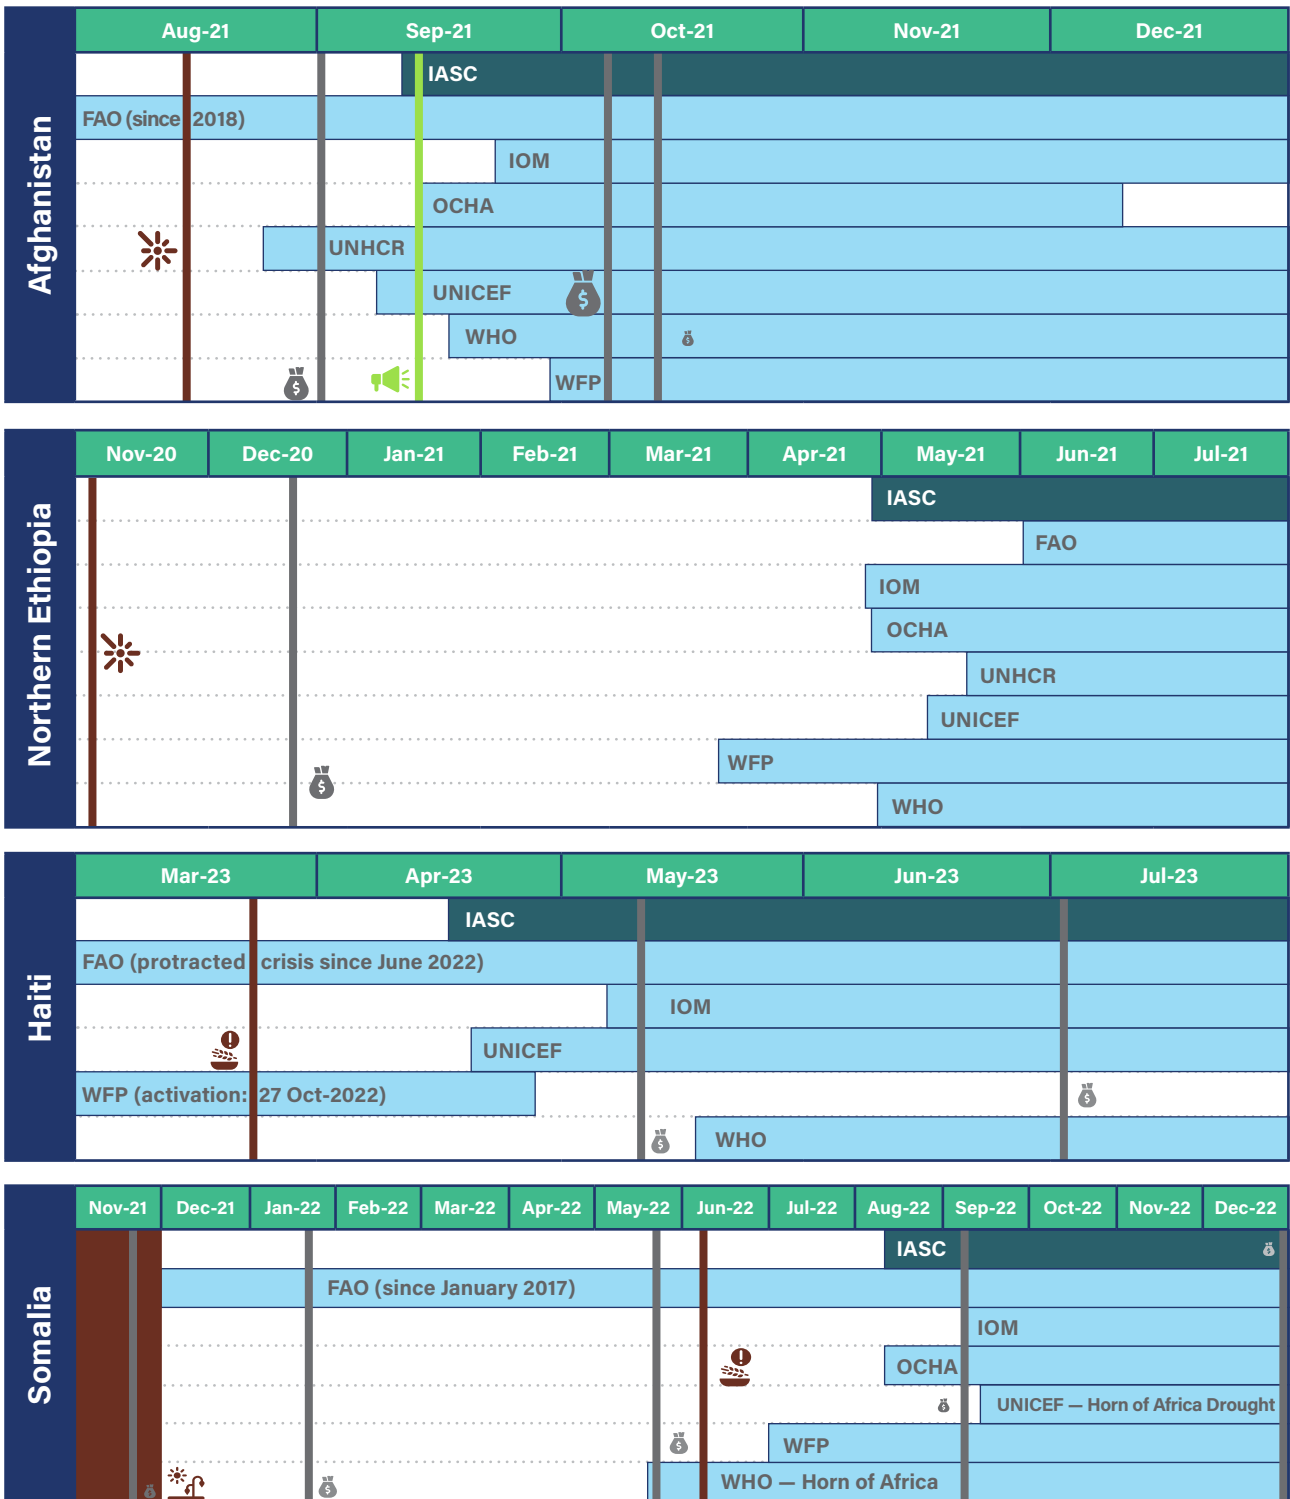 Afghanistan
Aug-21 Sep-21 Oct-21 Nov-21 Dec-21
IASC
FAO (since 2018)
IOM
OCHA
UNHCR
UNICEF
$
WHO
$
WFP
$
Northern Ethiopia
Nov-20 Dec-20 Jan-21 Feb-21 Mar-21 Apr-21 May-21 Jun-21 Jul-21
IASC
FAO
IOM
OCHA
UNHCR
UNICEF
WFP
$
WHO
Haiti
Mar-23 Apr-23 May-23 Jun-23 Jul-23
IASC
FAO (protracted crisis since June 2022)
IOM
!
UNICEF
WFP (activation: 27 Oct-2022)
$
WHO
$
Somalia
Nov-21 Dec-21 Jan-22 Feb-22 Mar-22 Apr-22 May-22 Jun-22 Jul-22 Aug-22 Sep-22 Oct-22 Nov-22 Dec-22
IASC
$
FAO (since January 2017)
IOM
!
OCHA
$
UNICEF — Horn of Africa Drought
$
WFP
WHO — Horn of Africa
$
$